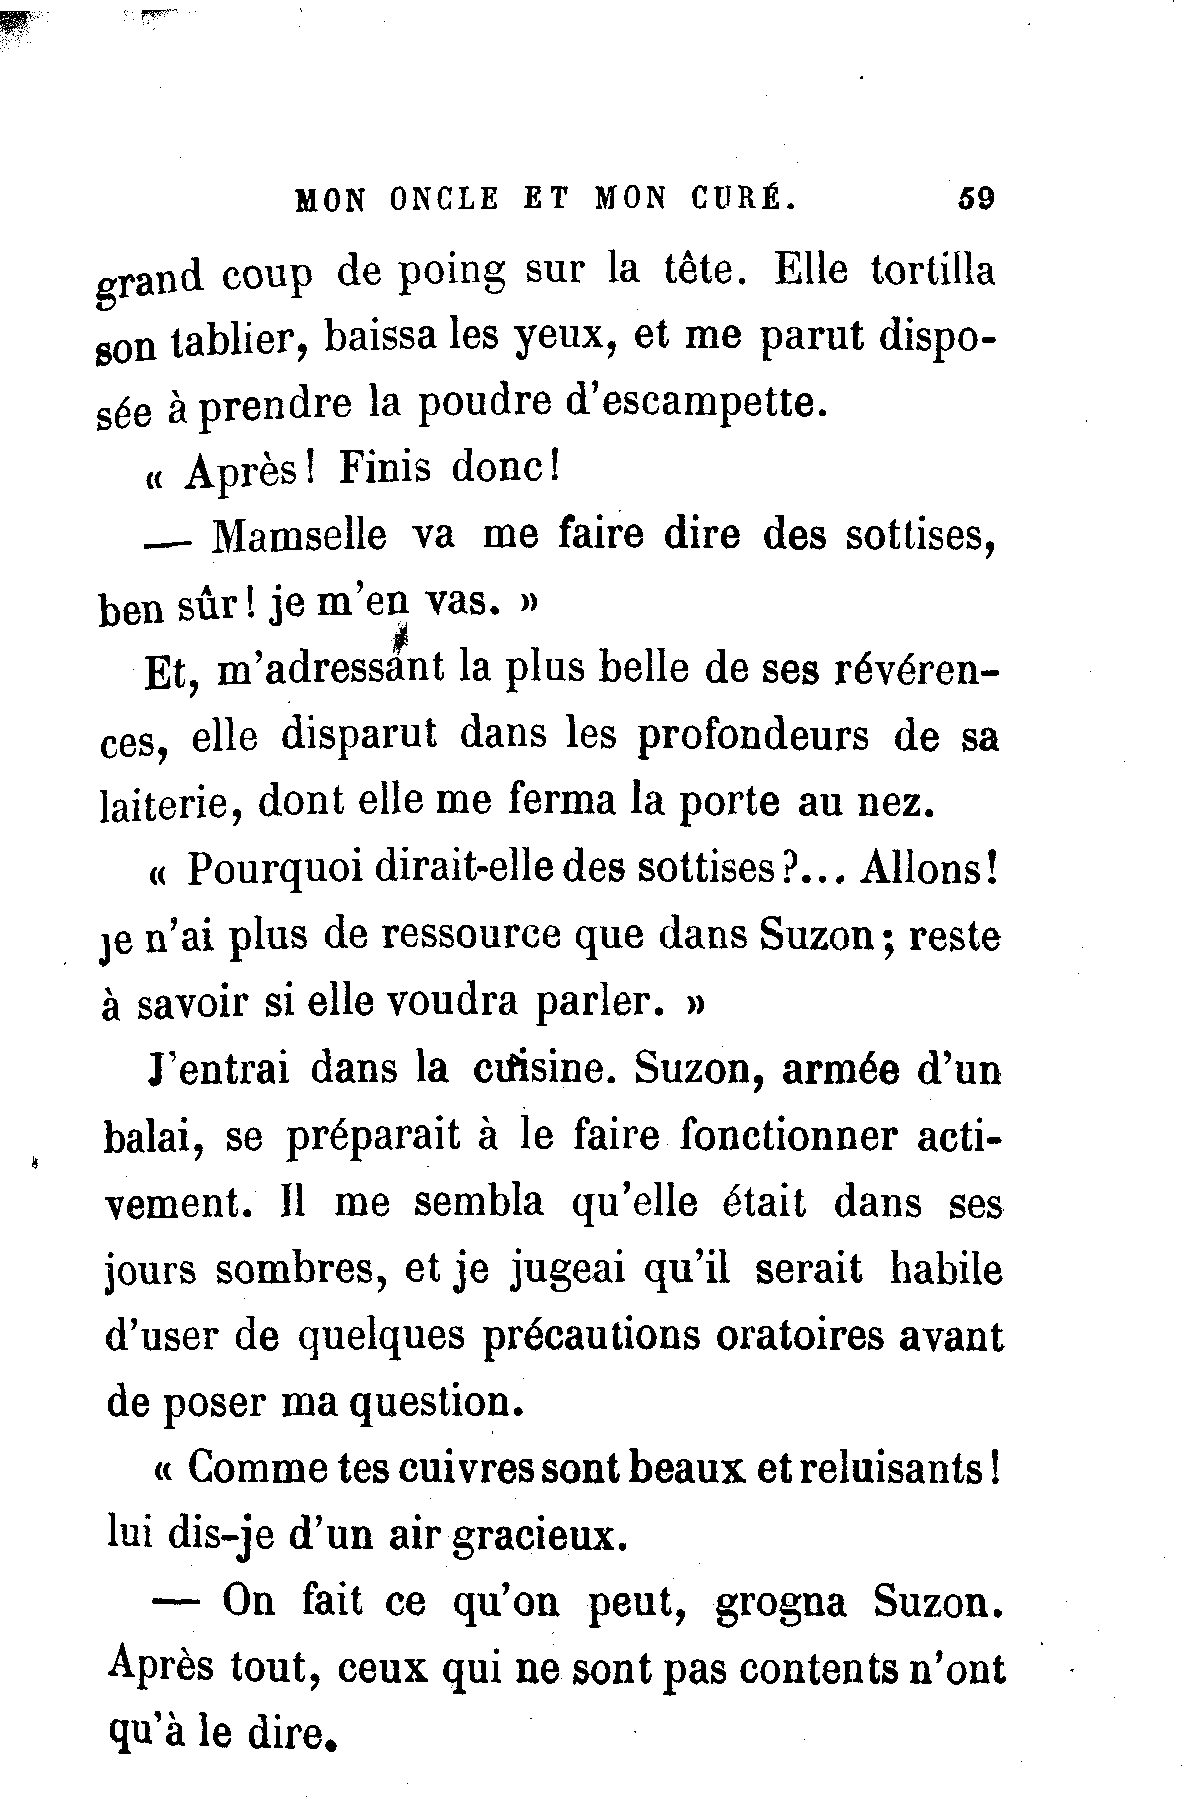 MON ONCLE ET MON CURÉ. 59
grand coup de poing sur la tête. Elle tortilla
son tablier, baissa les yeux, et me parut dispo-
sée à prendre la poudre d'escampette.
« Après! Finis donc!
— Mamselle va me faire dire des sottises,
ben sûr! je m'en vas. »
Et, m'adressant la plus belle de ses révéren-
ces, elle disparut dans les profondeurs de sa
laiterie, dont elle me ferma la porte au nez.
« Pourquoi dirait-elle des sottises?... Allons!
je n'ai plus de ressource que dans Suzon; reste
à savoir si elle voudra parler. »
J'entrai dans la cuisine. Suzon, armée d'un
balai, se préparait à le faire fonctionner acti-
vement. Il me sembla qu'elle était dans ses
jours sombres, et je jugeai qu'il serait habile
d'user de quelques précautions oratoires avant
de poser ma question.
« Comme tes cuivres sont beaux et reluisants!
lui dis-je d'un air gracieux.
— On fait ce qu'on peut, grogna Suzon.
Après tout, ceux qui ne sont pas contents n'ont
qu'à le dire.